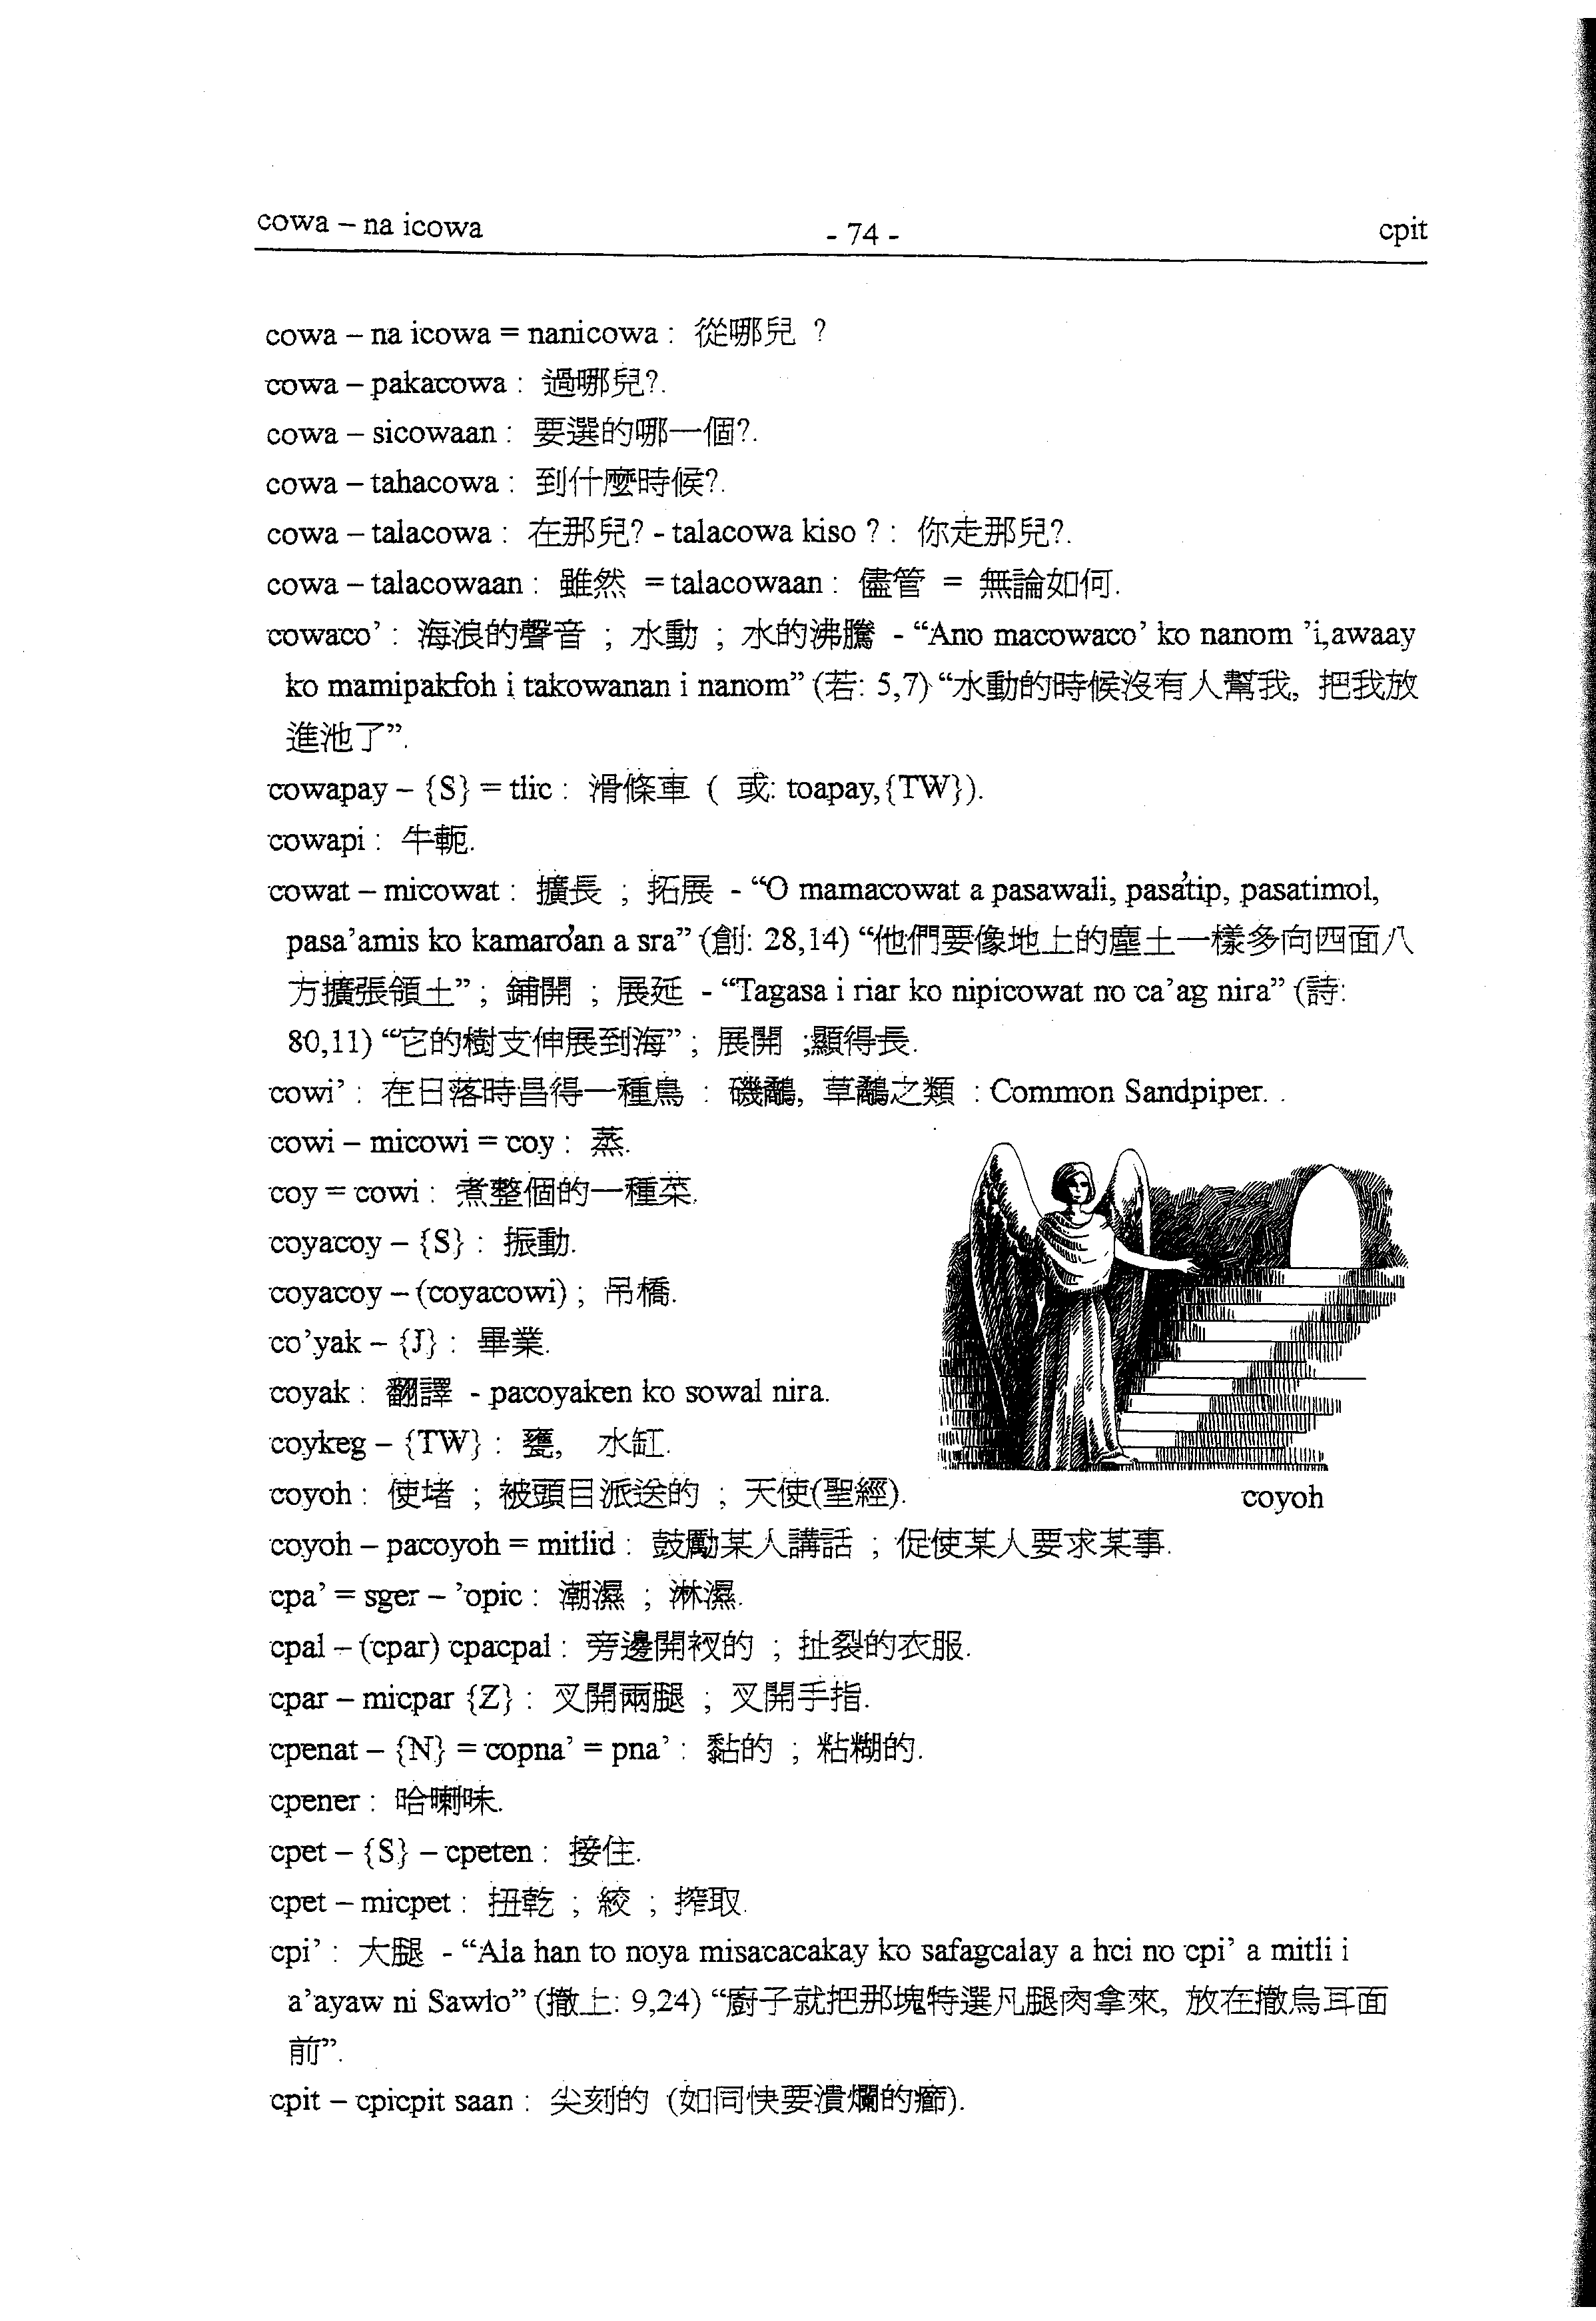 cowa – na icowa - 74 - cpit
cowa – na icowa = nanicowa : 從哪兒 ?
cowa – pakacowa : 過哪兒?.
cowa – sicowaan : 要選的哪一個?.
cowa – tahacowa : 到什麼時候?.
cowa – talacowa : 在那兒? - talacowa kiso ? : 你走那兒?.
cowa – talacowaan : 雖然 = talacowaan : 儘管 = 無論如何.
cowaco’ : 海浪的聲音 ; 水動 ; 水的沸騰 - “Ano macowaco’ ko nanom ’i,awaay
ko mamipakfoh i takowanan i nanom” (若: 5,7) “水動的時候沒有人幫我, 把我放
進池了”.
cowapay – {S} = tlic : 滑條車 ( 或: toapay,{TW}).
cowapi : 牛軛.
cowat – micowat : 擴長 ; 拓展 - “O mamacowat a pasawali, pasa’tip, pasatimol,
pasa’amis ko kamaro’an a sra” (創: 28,14) “他們要像地上的塵土一樣多向四面八
方擴張領土” ; 鋪開 ; 展延 - “Tagasa i riar ko nipicowat no ca’ag nira” (詩:
80,11) “它的樹支伸展到海” ; 展開 ;顯得長.
cowi’ : 在日落時昌得一種鳥 : 磯鷸, 草鷸之類 : Common Sandpiper. .
cowi – micowi = coy : 蒸.
coy = cowi : 煮整個的一種菜.
coyacoy – {S} : 振動.
coyacoy – (coyacowi) ; 吊橋.
co’yak – {J} : 畢業.
coyak : 翻譯 - pacoyaken ko sowal nira.
coykeg – {TW} : 甕, 水缸.
coyoh : 使堵 ; 被頭目派送的 ; 天使(聖經).
coyoh
coyoh – pacoyoh = mitlid : 鼓勵某人講話 ; 促使某人要求某事.
cpa’ = sger – ’opic : 潮濕 ; 淋濕.
cpal – (cpar) cpacpal : 旁邊開衩的 ; 扯裂的衣服.
cpar – micpar {Z} : 叉開兩腿 ; 叉開手指.
cpenat – {N} = copna’ = pna’ : 黏的 ; 粘糊的.
cpener : 哈喇味.
cpet – {S} – cpeten : 接住.
cpet – micpet : 扭乾 ; 絞 ; 搾取.
cpi’ : 大腿 - “Ala han to noya misacacakay ko safagcalay a hci no cpi’ a mitli i
a’ayaw ni Sawlo” (撒上: 9,24) “廚子就把那塊特選凡腿肉拿來, 放在撒烏耳面
前”.
cpit – cpicpit saan : 尖刻的 (如同快要潰爛的癤).